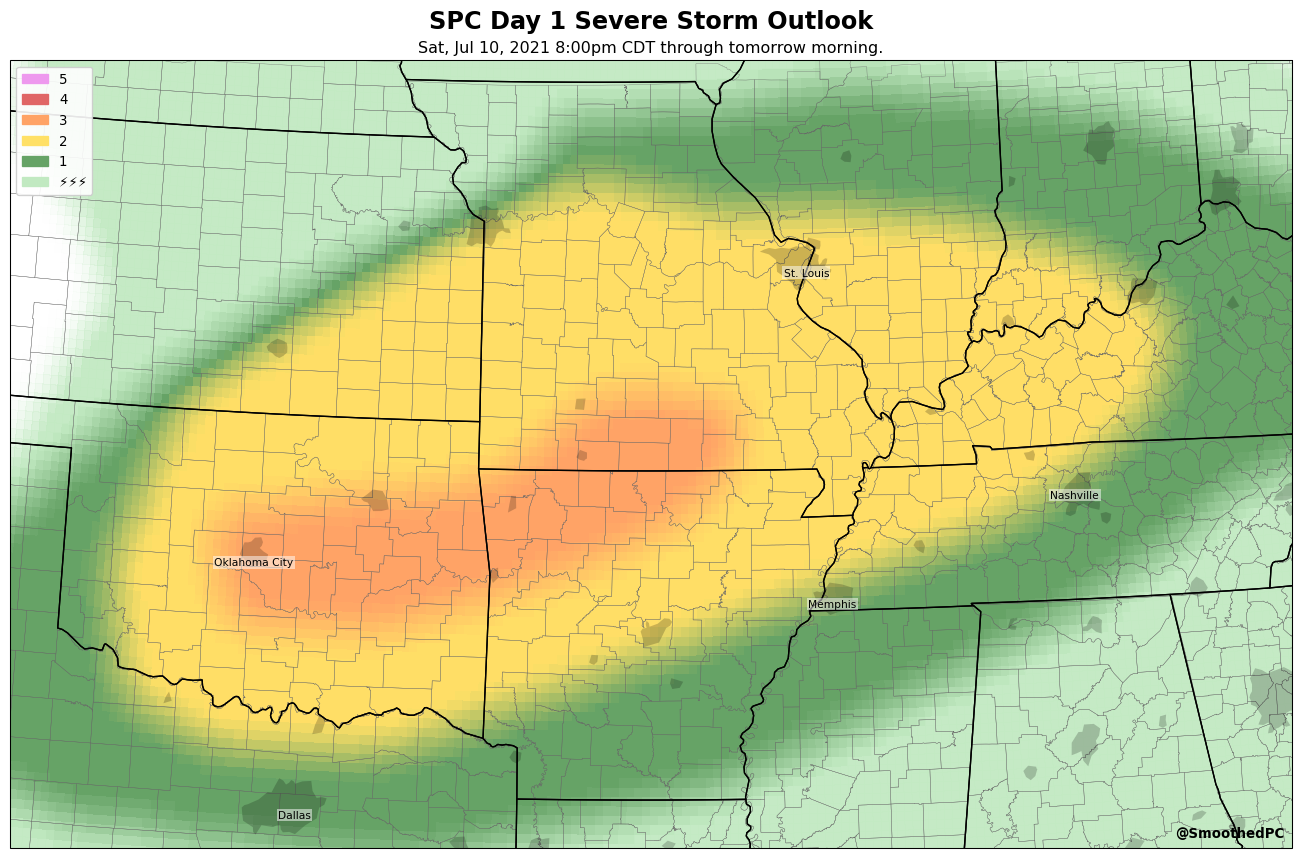 SPC Day 1 Severe Storm Outlook
Sat, Jul 10, 2021 8:00pm CDT through tomorrow morning.
5
4
3
2
1
⚡⚡⚡
St. Louis
Nashville
Oklahoma City
Memphis
Dallas
@SmoothedPC